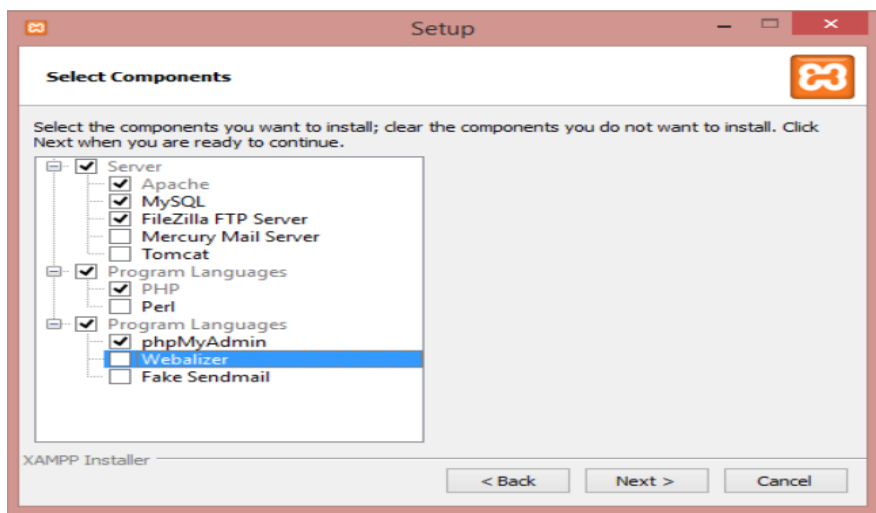 Setup
Select Components
Select the components you want to install; clear the components you do not want to install. Click
Next when you are ready to continue.
Server
Apache
MySQL
FileZilla FTP Server
Mercury Mail Server
Tomcat
Program Languages
PHP
Perl
Program Languages
phpMyAdmin
Webalizer
Fake Sendmail
XAMPP Installer
< Back Next > Cancel